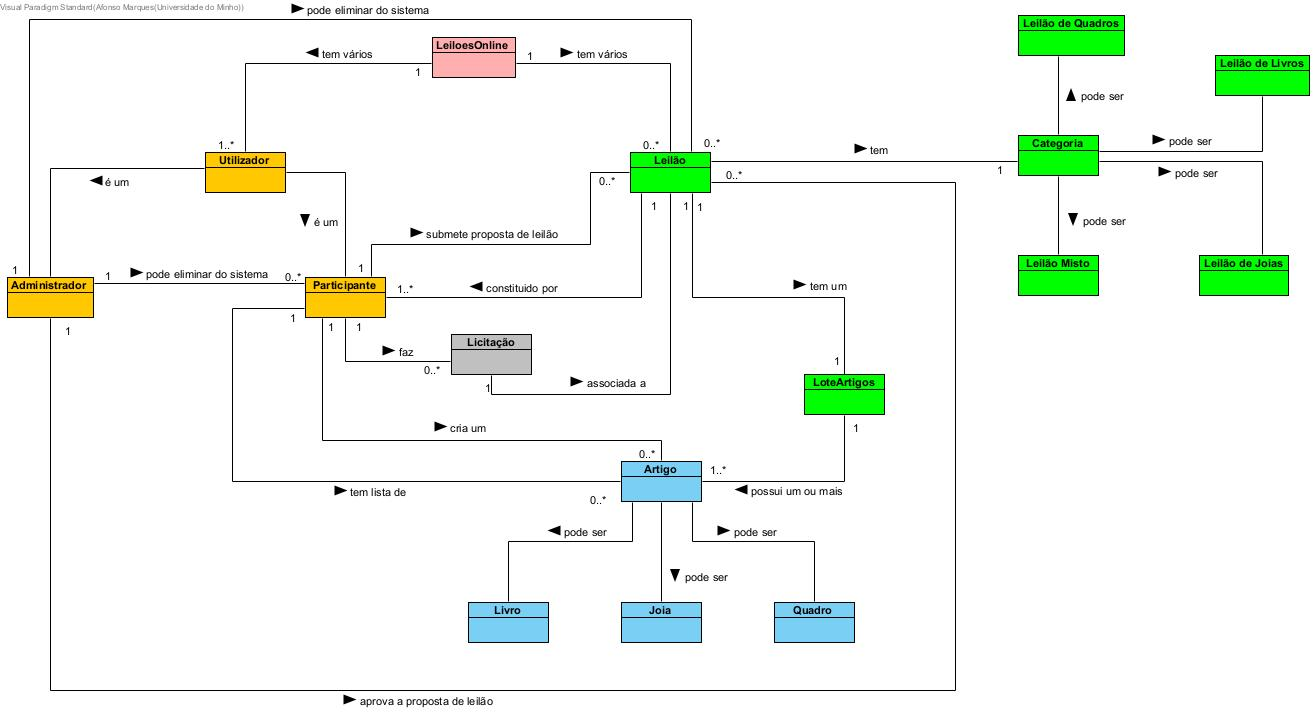 Visual Paradigm Standard(Afonso Marques(Universidade do Minho))
pode eliminar do sistema
Leilão de Quadros
LeiloesOnline
tem vários
1
1
tem vários
Leilão de Livros
pode ser
1..*
0..*
0..*
Utilizador
Leilão
tem
1
Categoria
pode ser
pode ser
é um
0..*
0..*
é um
1
1
1
pode ser
submete proposta de leilão
1
1
1
pode eliminar do sistema
0..*
Administrador
Participante
1..*
constituido por
tem um
Leilão Misto
Leilão de Joias
1
1
1
1
Licitação
faz
0..*
1
associada a
1
LoteArtigos
1
cria um
0..*
Artigo
1..*
tem lista de
0..*
possui um ou mais
pode ser
pode ser
pode ser
Livro
Joia
Quadro
aprova a proposta de leilão